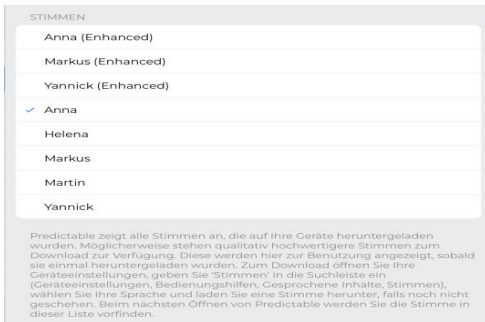 STIMMEN
Anna (Enhanced)
Markus (Enhanced)
Yannick (Enhanced)
Anna
Helena
Markus
Martin
Yannick
Predictable zeigt alle Stimmen an, die auf Ihre Geräte heruntergeladen
wurden. Möglicherweise stehen qualitativ hochwertigere Stimmen zum
Download zur Verfügung. Diese werden hier zur Benutzung angezeigt, sobald
sie einmal heruntergeladen wurden. Zum Download öffnen Sie Ihre
Geräteeinstellungen, geben Sie 'Stimmen' in die Suchleiste ein
(Geräteeinstellungen, Bedienungshilfen, Gesprochene Inhalte, Stimmen),
wählen Sie Ihre Sprache und laden Sie eine Stimme herunter, falls noch nicht
geschehen. Beim nächsten Öffnen von Predictable werden Sie die Stimme in
dieser Liste vorfinden.